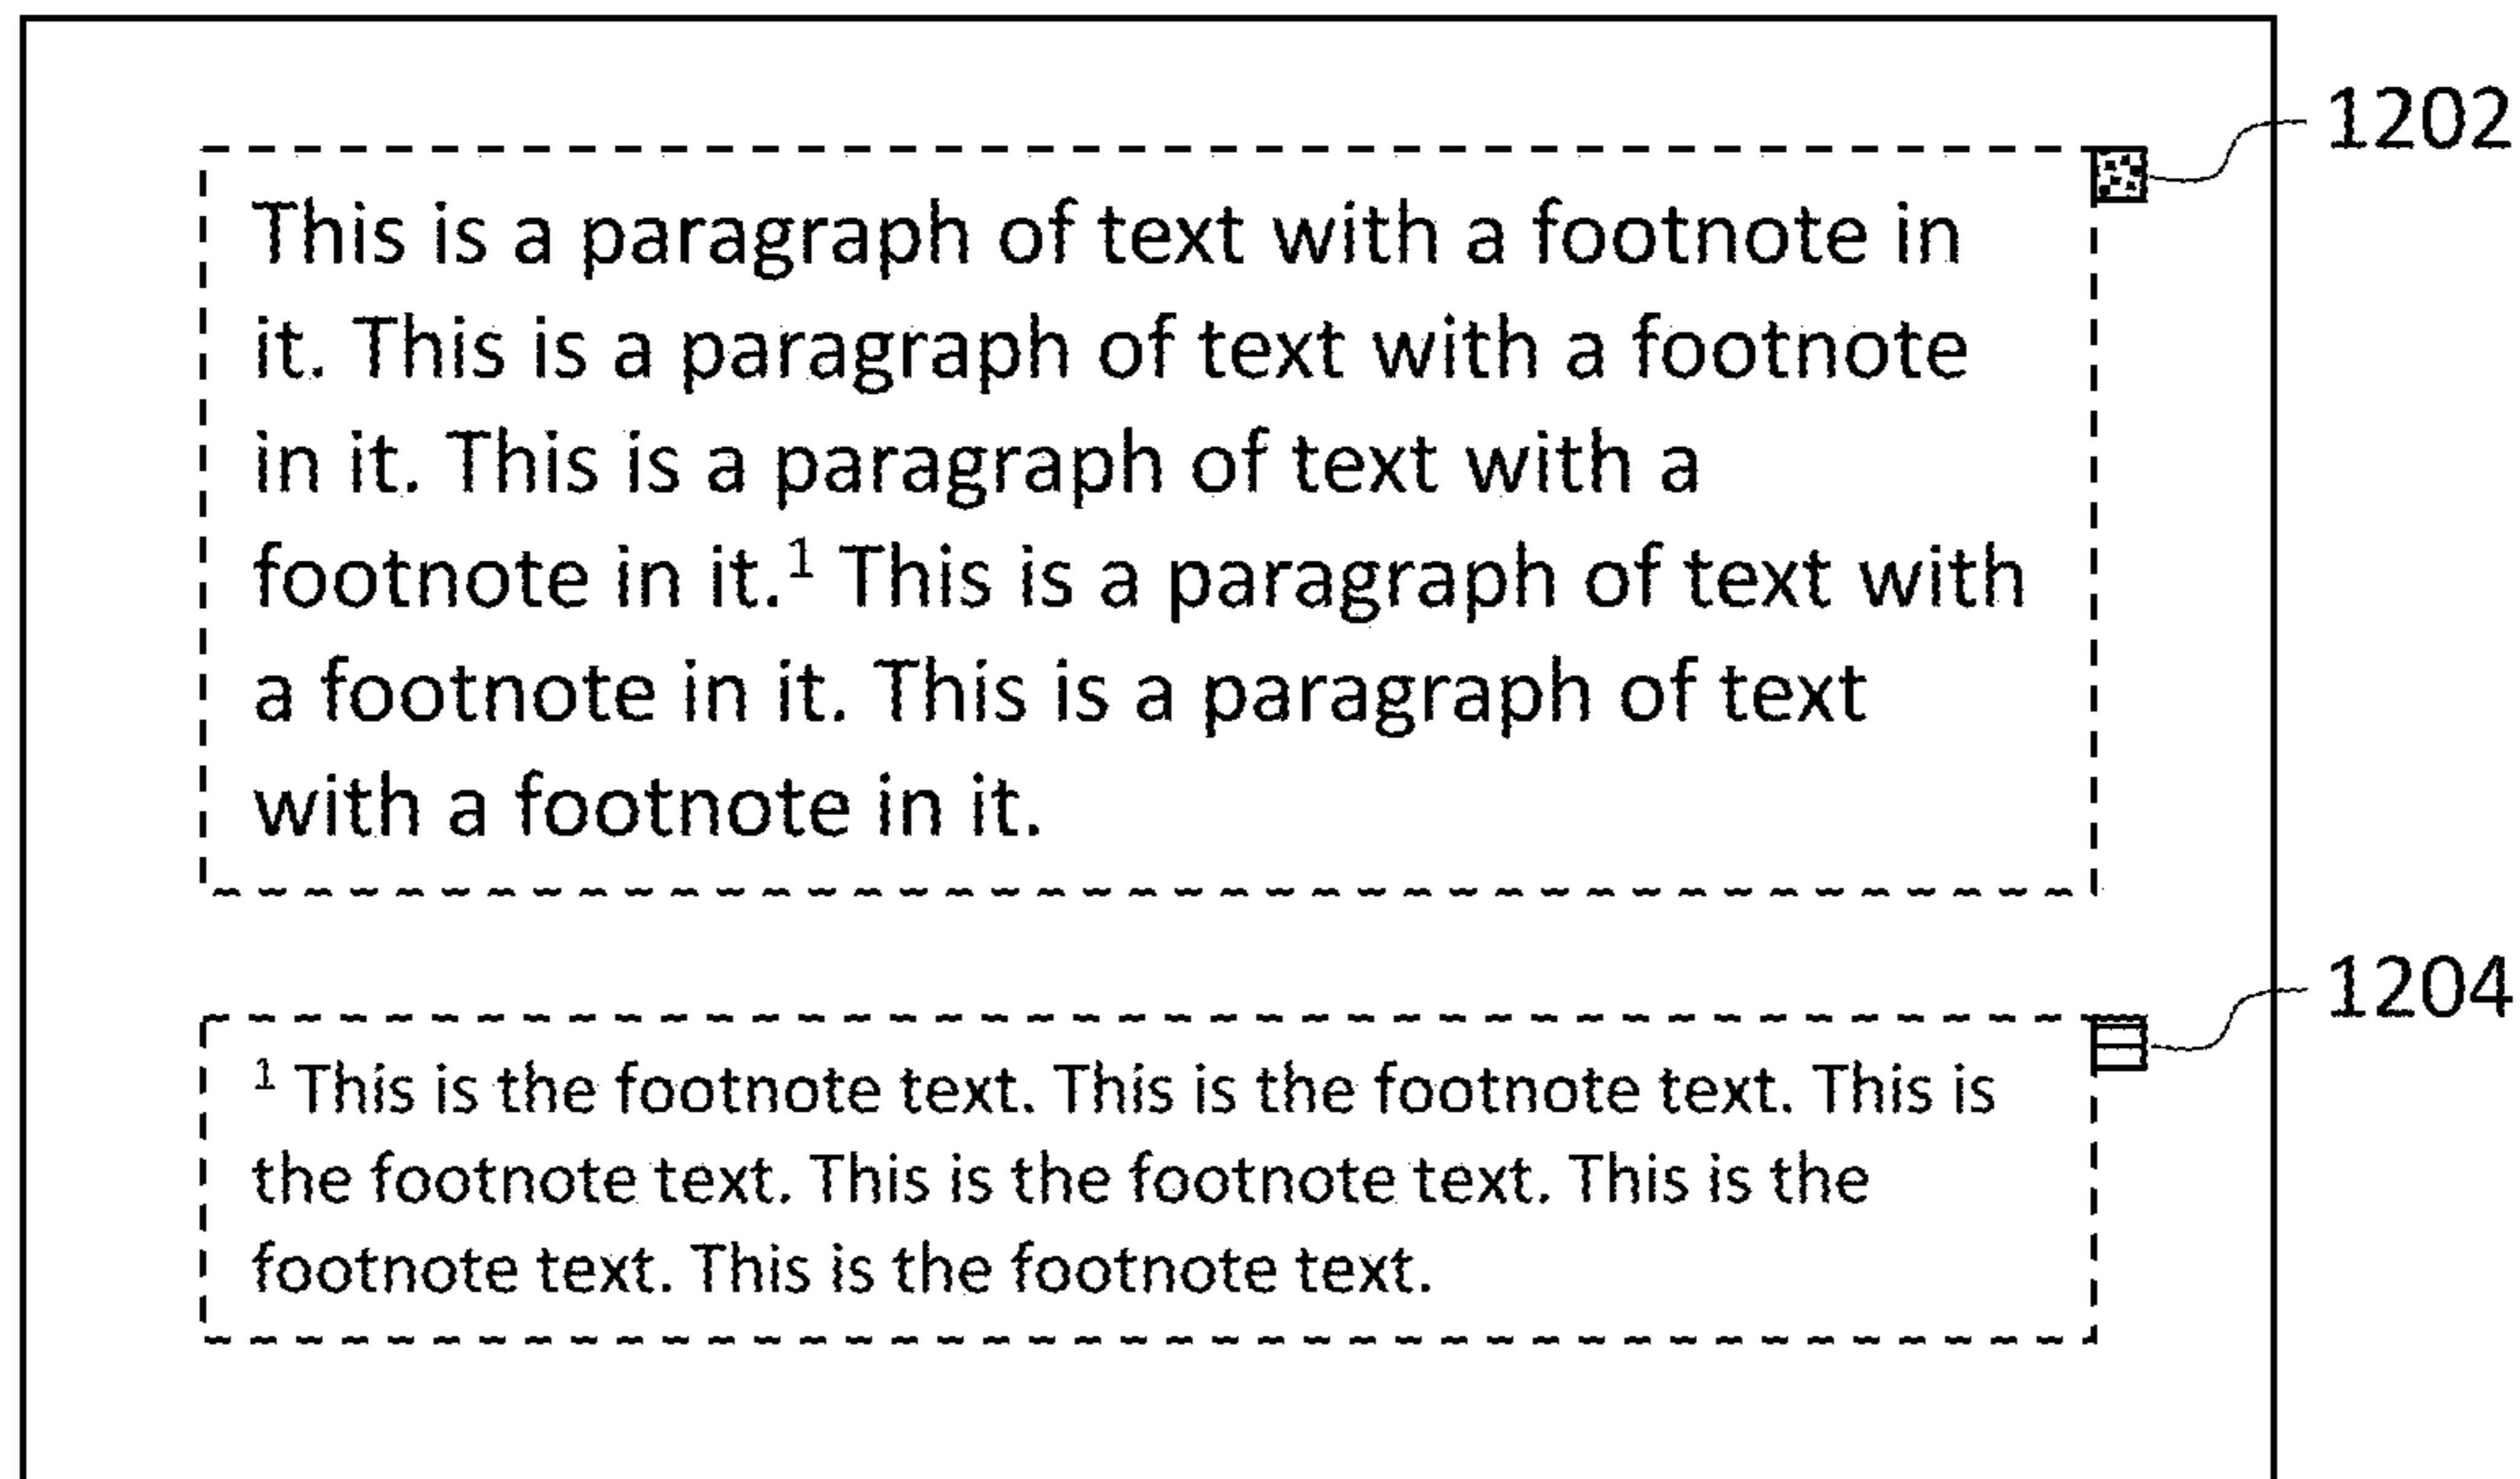 1202
This is a paragraph of text with a footnote in
it. This is a paragraph of text with a footnote
in it. This is a paragraph of text with a
footnote in it.¹ This is a paragraph of text with
a footnote in it. This is a paragraph of text
with a footnote in it.
1204
¹ This is the footnote text. This is the footnote text. This is
the footnote text. This is the footnote text. This is the
footnote text. This is the footnote text.